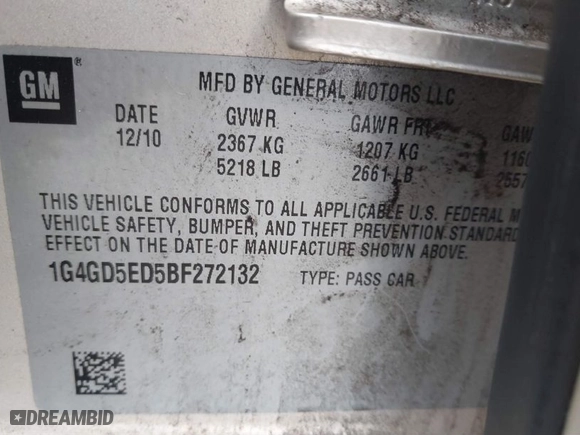 GM ®
MFD BY GENERAL MOTORS LLC
DATE GVWR GAWR FRT
12/10 2367 KG 1207 KG
5218 LB 2661 LB
THIS VEHICLE CONFORMS TO ALL APPLICABLE U.S. FEDERAL
VEHICLE SAFETY, BUMPER, AND THEFT PREVENTION STANDARD
EFFECT ON THE DATE OF MANUFACTURE SHOWN ABOVE.
1G4GD5ED5BF272132 TYPE: PASS CAR
DREAMBID